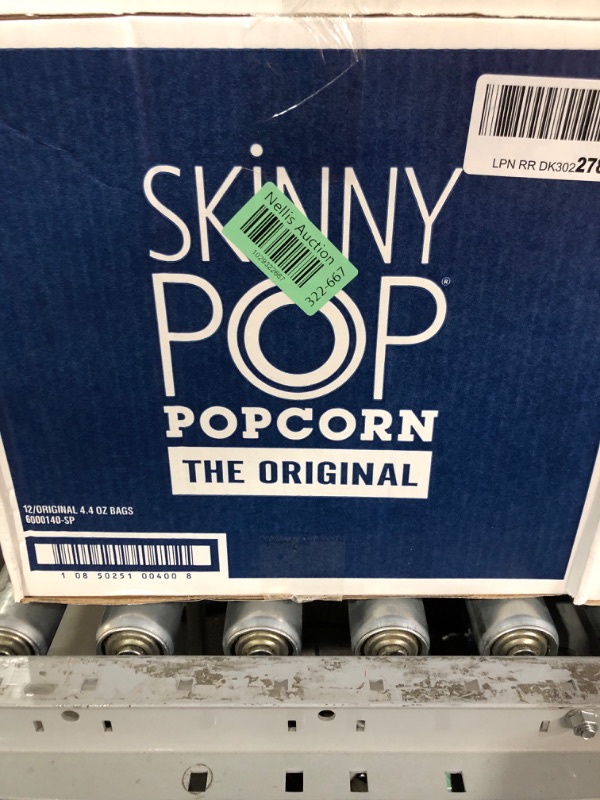 LPN RR DK302278
SKiNNY
POP®
POPCORN
THE ORIGINAL
Nellis Auction
1029322667
322-667
12/ORIGINAL 4.4 OZ BAGS
6000140-SP
1 08 50251 00400 8